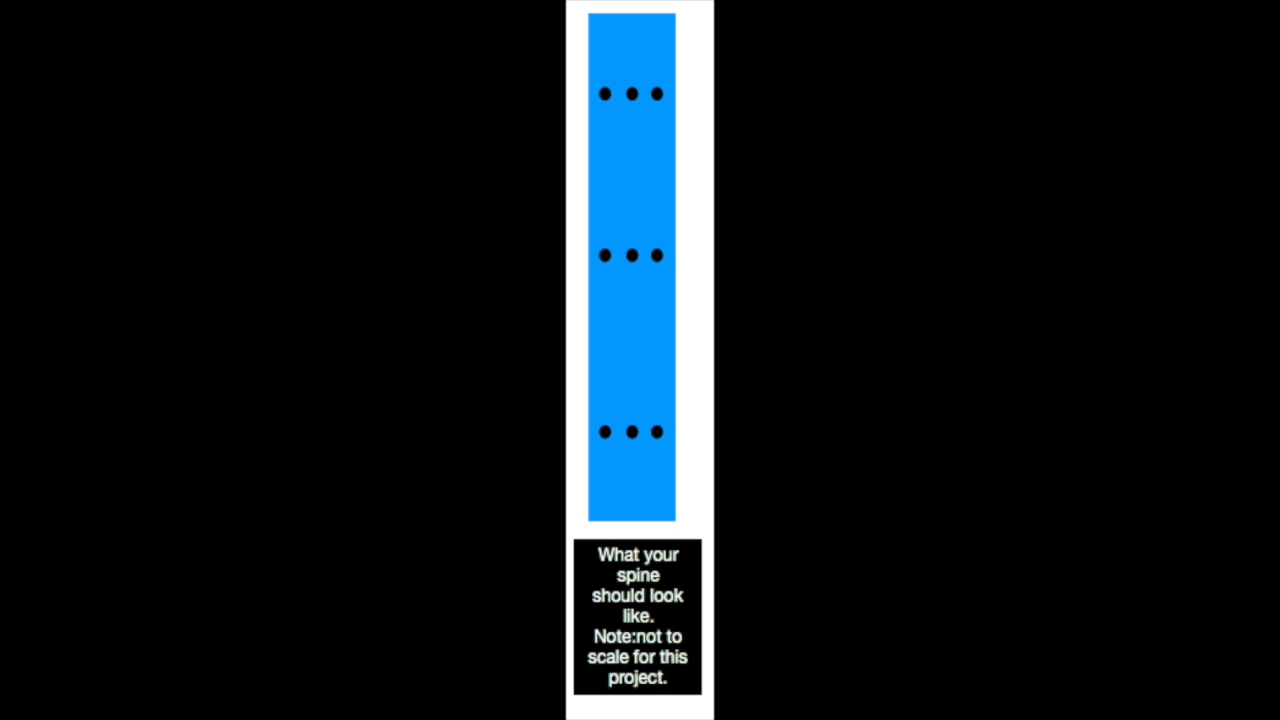 What your
spine
should look
like.
Note:not to
scale for this
project.